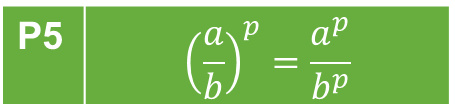 P5
(a/b)^p = a^p/b^p